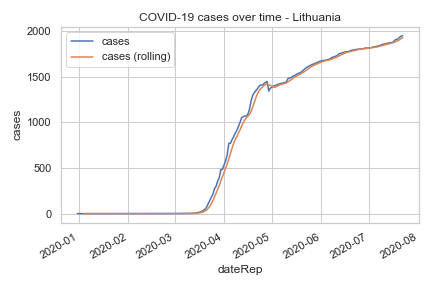 COVID-19 cases over time - Lithuania
cases
cases (rolling)
2000
1500
1000
500
0
cases
2020-01
2020-02
2020-03
2020-04
2020-05
2020-06
2020-07
2020-08
dateRep